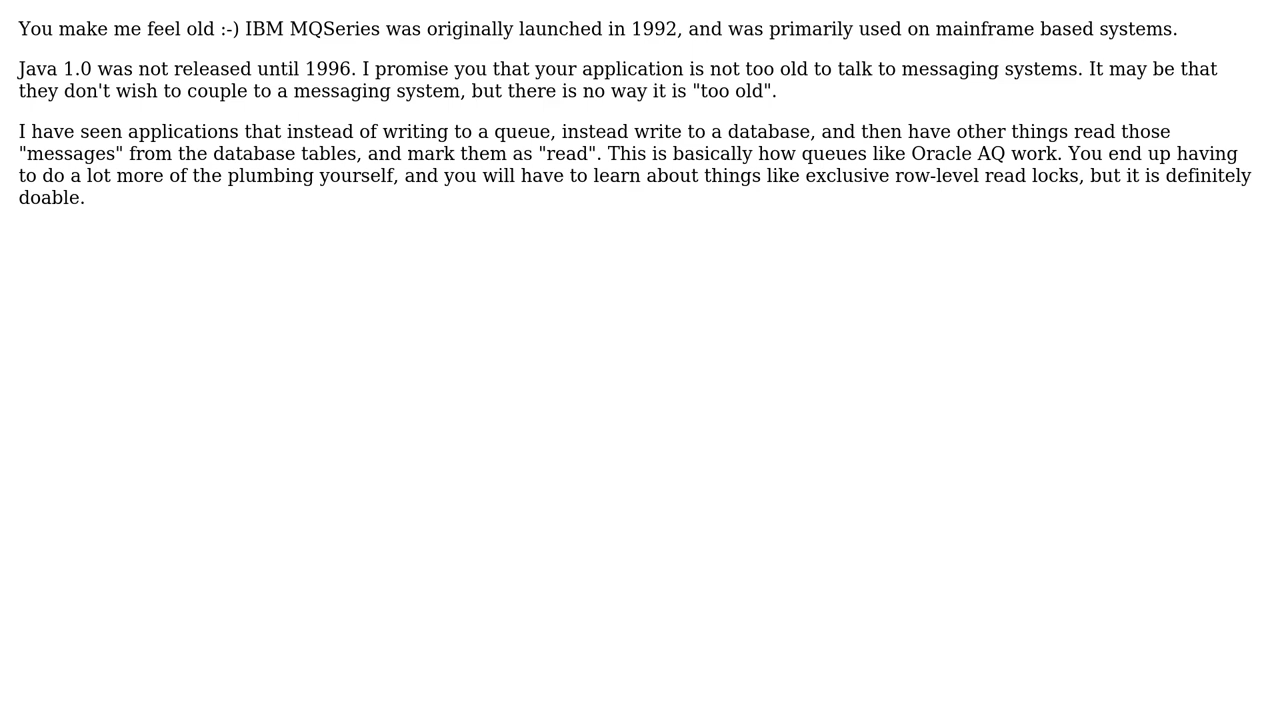 You make me feel old :-) IBM MQSeries was originally launched in 1992, and was primarily used on mainframe based systems.
Java 1.0 was not released until 1996. I promise you that your application is not too old to talk to messaging systems. It may be that
they don't wish to couple to a messaging system, but there is no way it is "too old".
I have seen applications that instead of writing to a queue, instead write to a database, and then have other things read those
"messages" from the database tables, and mark them as "read". This is basically how queues like Oracle AQ work. You end up having
to do a lot more of the plumbing yourself, and you will have to learn about things like exclusive row-level read locks, but it is definitely
doable.